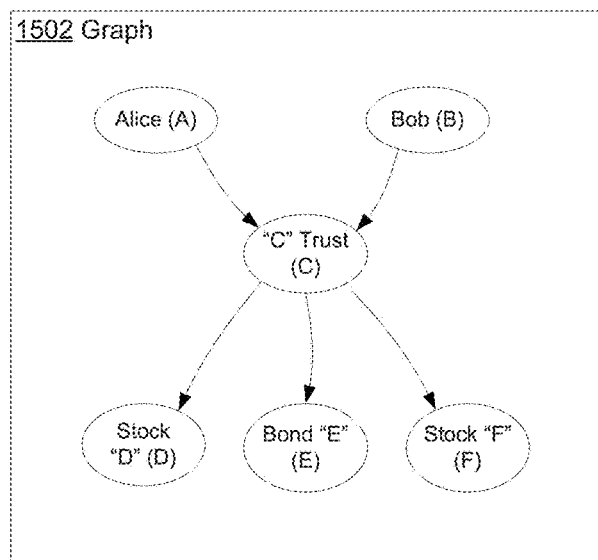 1502 Graph
Alice (A)
Bob (B)
"C" Trust
(C)
Stock
"D" (D)
Bond "E"
(E)
Stock "F"
(F)